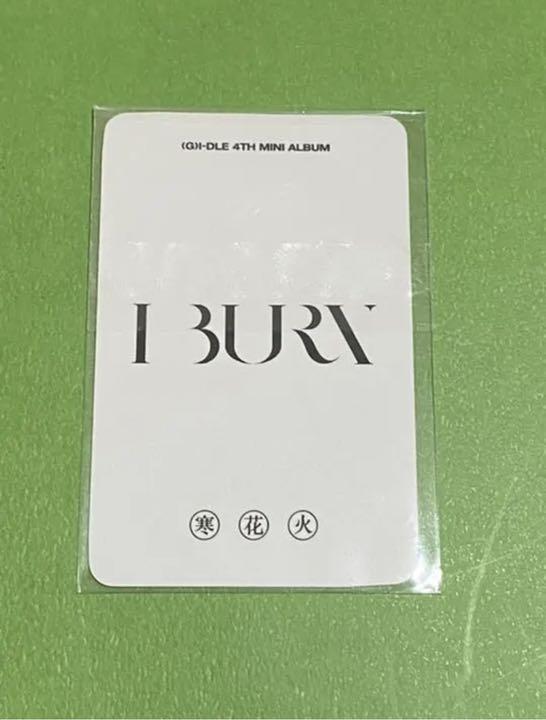 (G)I-DLE 4TH MINI ALBUM
I BURN
寒 花 火